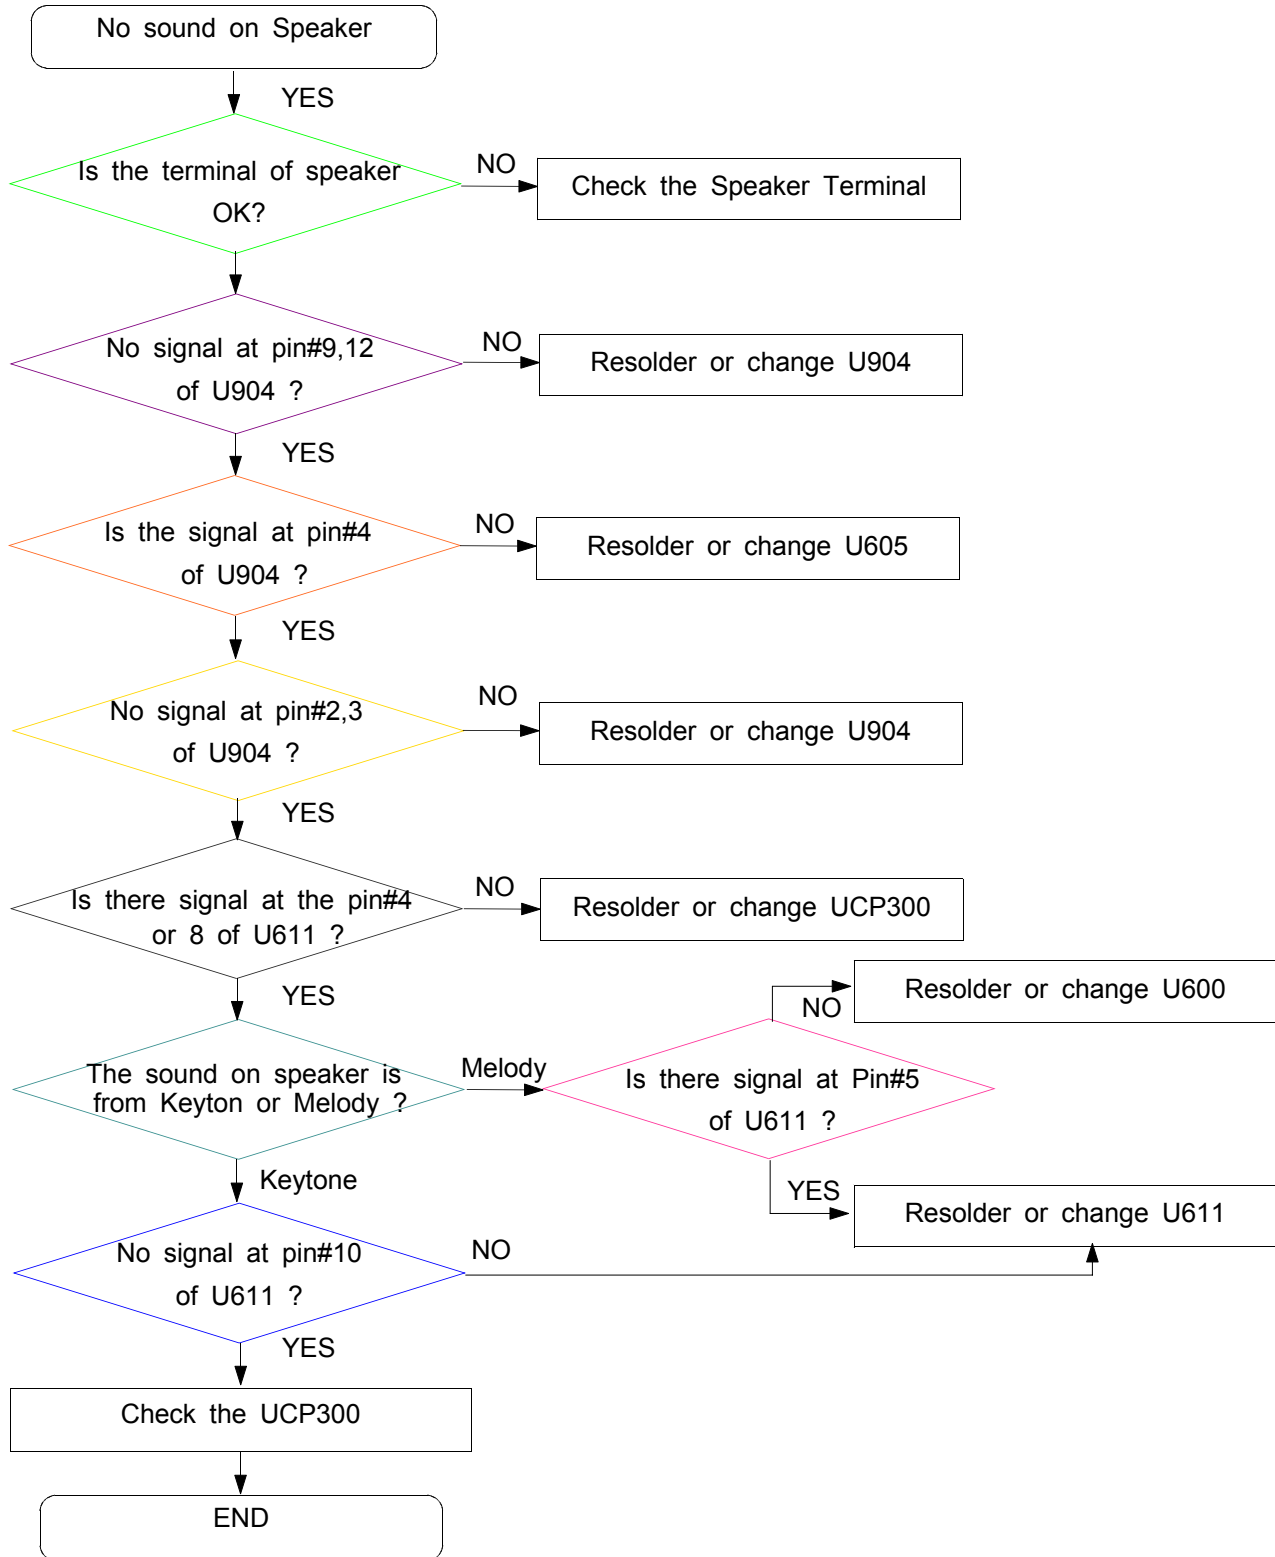 No sound on Speaker
YES
Is the terminal of speaker
OK?
NO
Check the Speaker Terminal
No signal at pin#9,12
of U904 ?
NO
Resolder or change U904
YES
Is the signal at pin#4
of U904 ?
NO
Resolder or change U605
YES
No signal at pin#2,3
of U904 ?
NO
Resolder or change U904
YES
Is there signal at the pin#4
or 8 of U611 ?
NO
Resolder or change UCP300
YES
The sound on speaker is
from Keyton or Melody ?
Melody
Is there signal at Pin#5
of U611 ?
NO
Resolder or change U600
YES
Resolder or change U611
Keytone
No signal at pin#10
of U611 ?
NO
YES
Check the UCP300
END